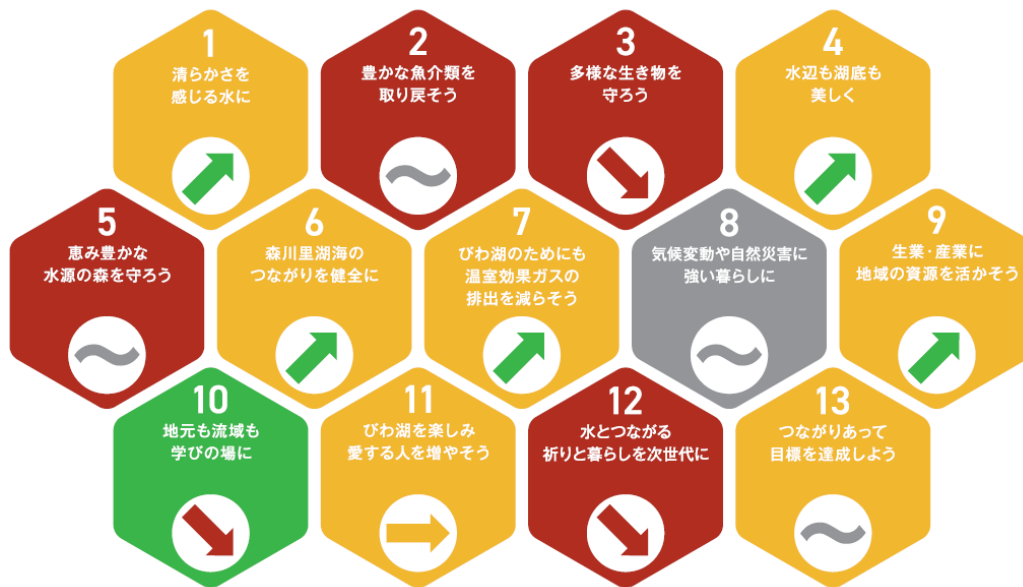 1
清らかさを
感じる水に
2
豊かな魚介類を
取り戻そう
3
多様な生き物を
守ろう
4
水辺も湖底も
美しく
5
恵み豊かな
水源の森を守ろう
6
森川里湖海の
つながりを健全に
7
びわ湖のためにも
温室効果ガスの
排出を減らそう
8
気候変動や自然災害に
強い暮らしに
9
生業・産業に
地域の資源を活かそう
10
地元も流域も
学びの場に
11
びわ湖を楽しみ
愛する人を増やそう
12
水とつながる
祈りと暮らしを次世代に
13
つながりあって
目標を達成しよう